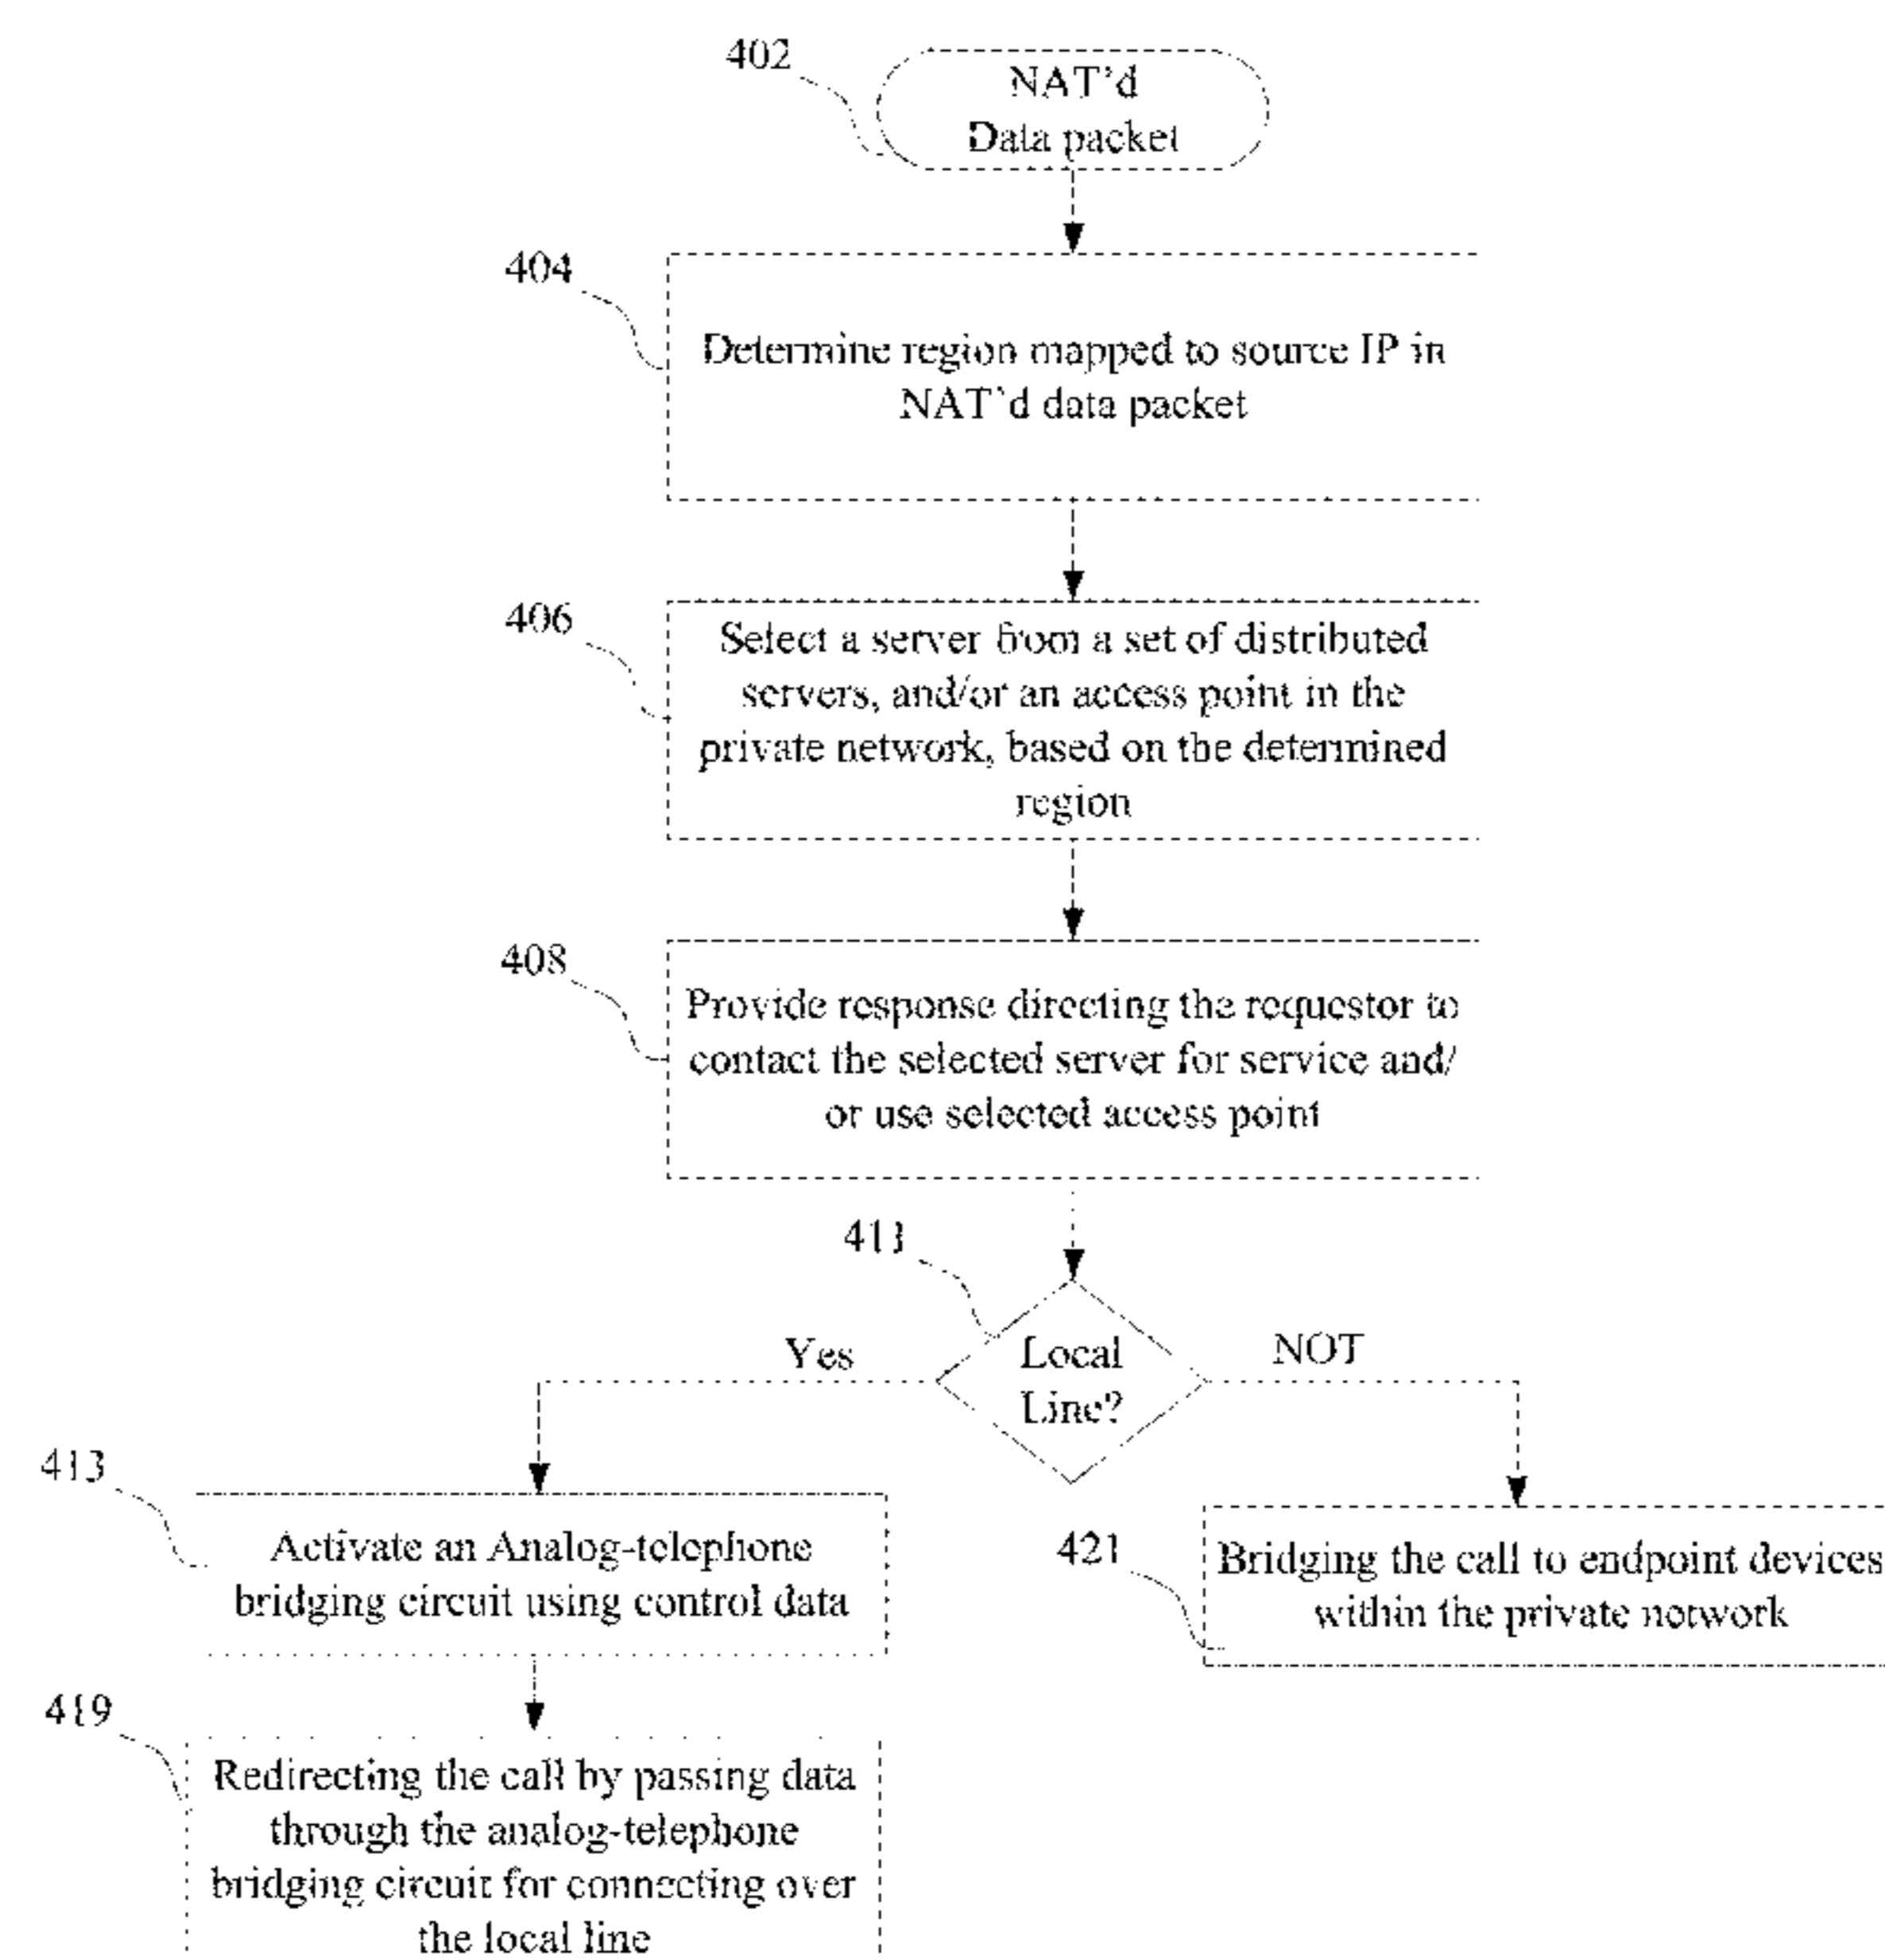 402
NAT'd
Data packet
404
Determine region mapped to source IP in
NAT'd data packet
406
Select a server from a set of distributed
servers, and/or an access point in the
private network, based on the determined
region
408
Provide response directing the requestor to
contact the selected server for service and/
or use selected access point
411
Local
Line?
Yes
NOT
413
Activate an Analog-telephone
bridging circuit using control data
421
Bridging the call to endpoint devices
within the private network
419
Redirecting the call by passing data
through the analog-telephone
bridging circuit for connecting over
the local line